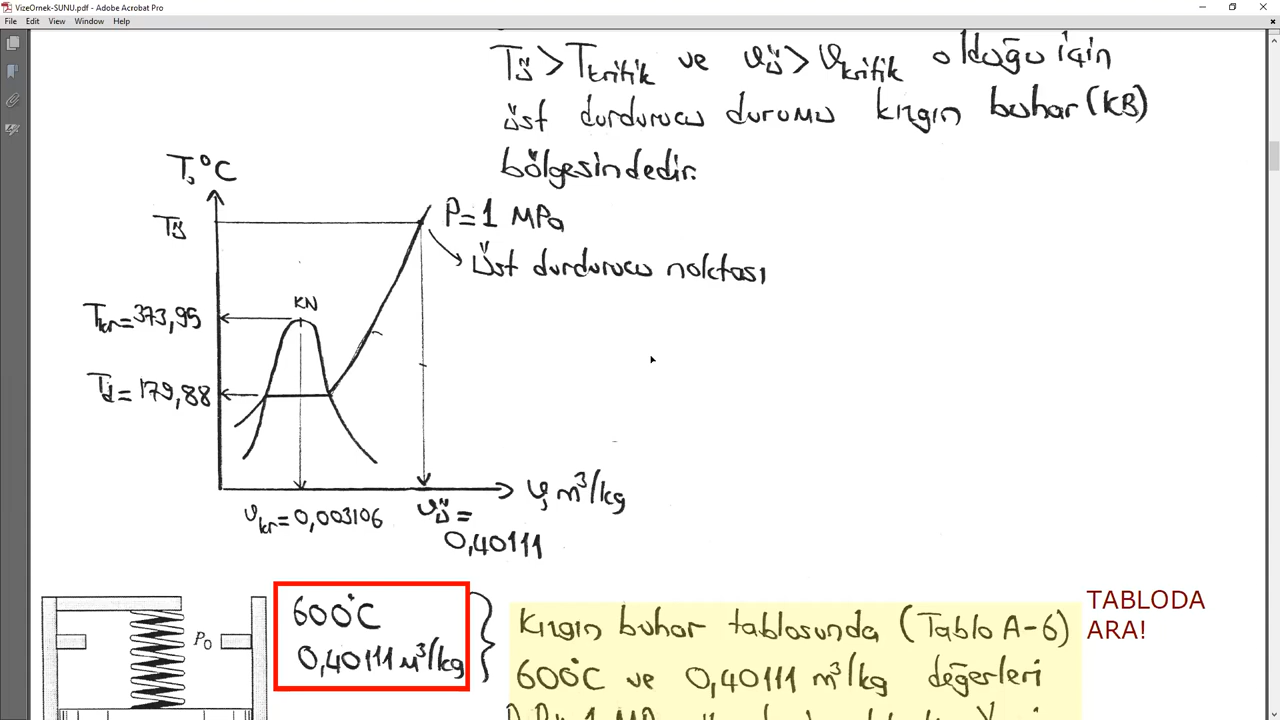 VizeOrnek-SUNU.pdf - Adobe Acrobat Pro
File Edit View Window Help
Tü > Tkritik ve υü > υkritik olduğu için
üst durdurucu durumu kızgın buhar (KB)
bölgesindedir.
T, °C
Tü
P=1 MPa
Üst durdurucu noktası
KN
Tkr=373,95
Td=179,88
υ, m³/kg
υkr=0,003106
υü =
0,40111
600°C
0,40111 m³/kg
P0
Kızgın buhar tablosunda (Tablo A-6)
600°C ve 0,40111 m³/kg değerleri
TABLODA
ARA!